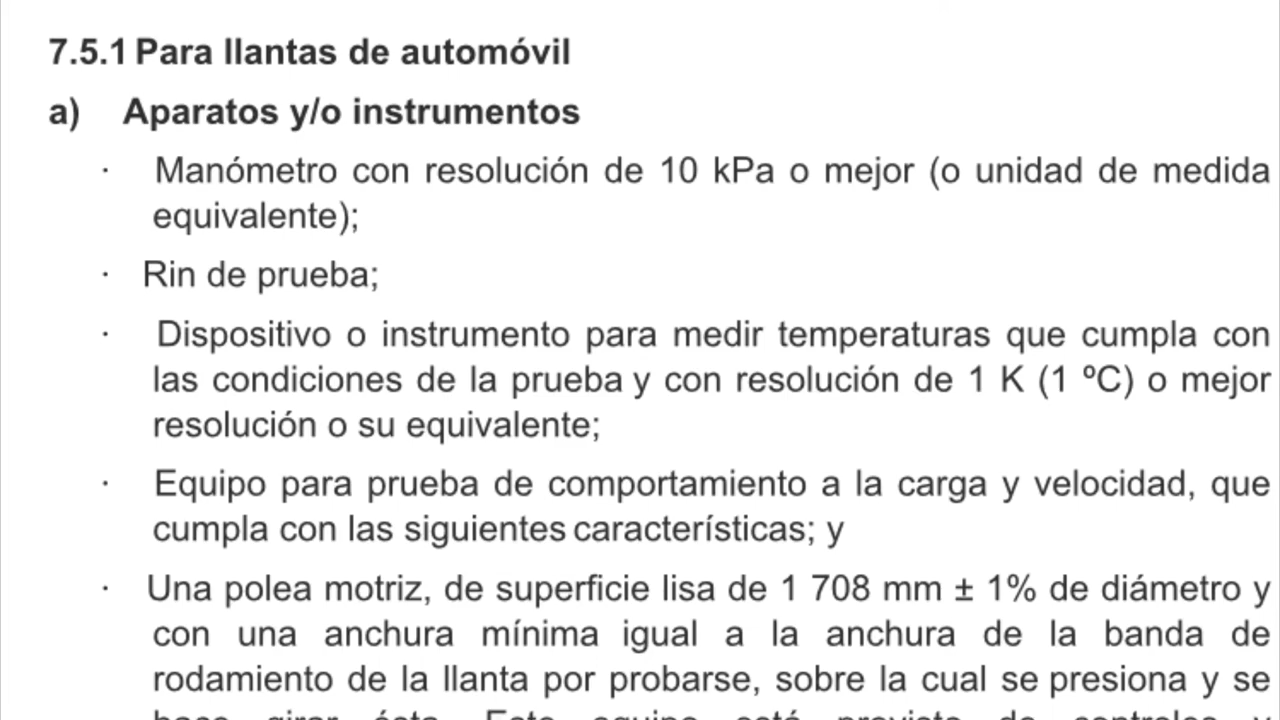 7.5.1 Para llantas de automóvil
a) Aparatos y/o instrumentos
· Manómetro con resolución de 10 kPa o mejor (o unidad de medida
equivalente);
· Rin de prueba;
· Dispositivo o instrumento para medir temperaturas que cumpla con
las condiciones de la prueba y con resolución de 1 K (1 ºC) o mejor
resolución o su equivalente;
· Equipo para prueba de comportamiento a la carga y velocidad, que
cumpla con las siguientes características; y
· Una polea motriz, de superficie lisa de 1 708 mm ± 1% de diámetro y
con una anchura mínima igual a la anchura de la banda de
rodamiento de la llanta por probarse, sobre la cual se presiona y se